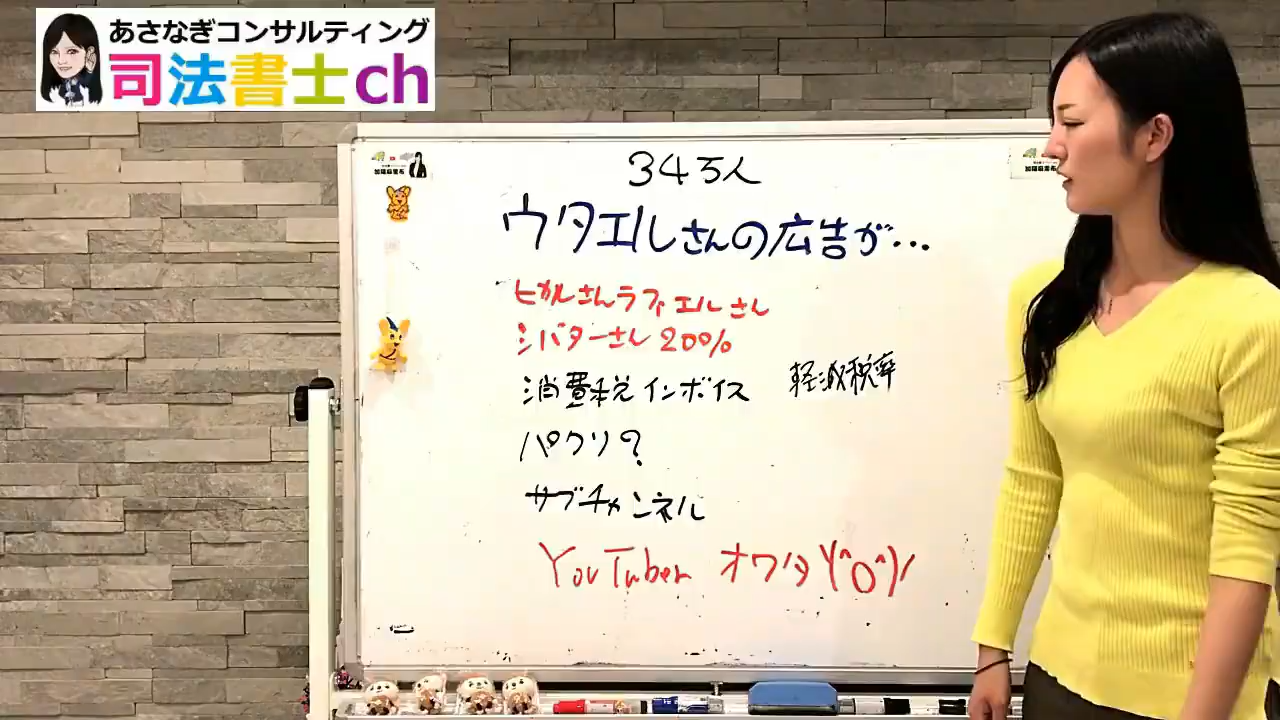 あさなぎコンサルティング
司法書士ch
34万人
ウタエルさんの広告が…
ヒカルさんラファエルさん
シバターさん200%
消費税インボイス 軽減税率
パクリ?
サブチャンネル
YouTuber オワタ\(^o^)/